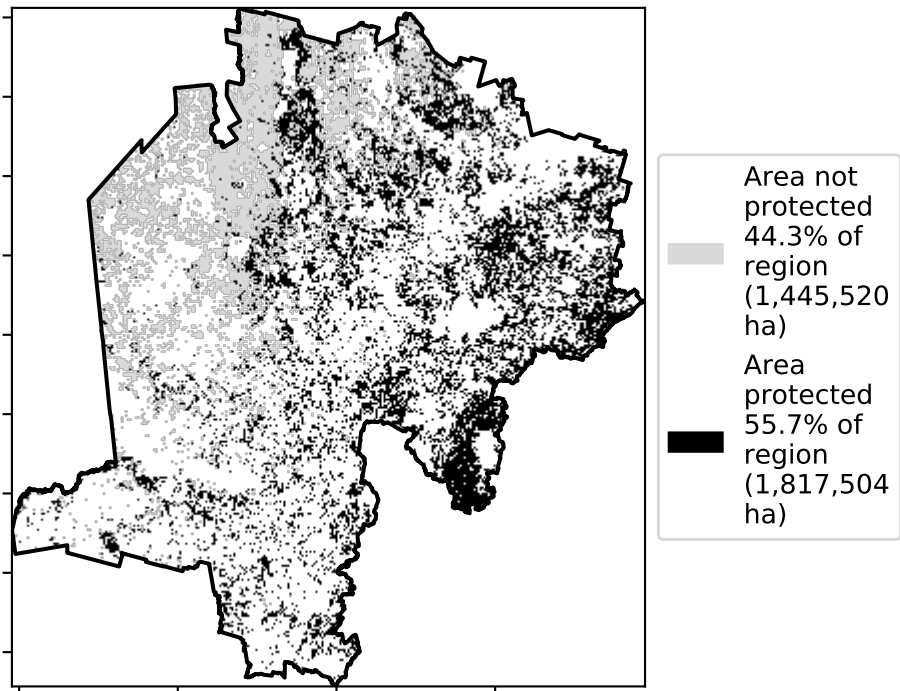 Area not
protected
44.3% of
region
(1,445,520
ha)
Area
protected
55.7% of
region
(1,817,504
ha)